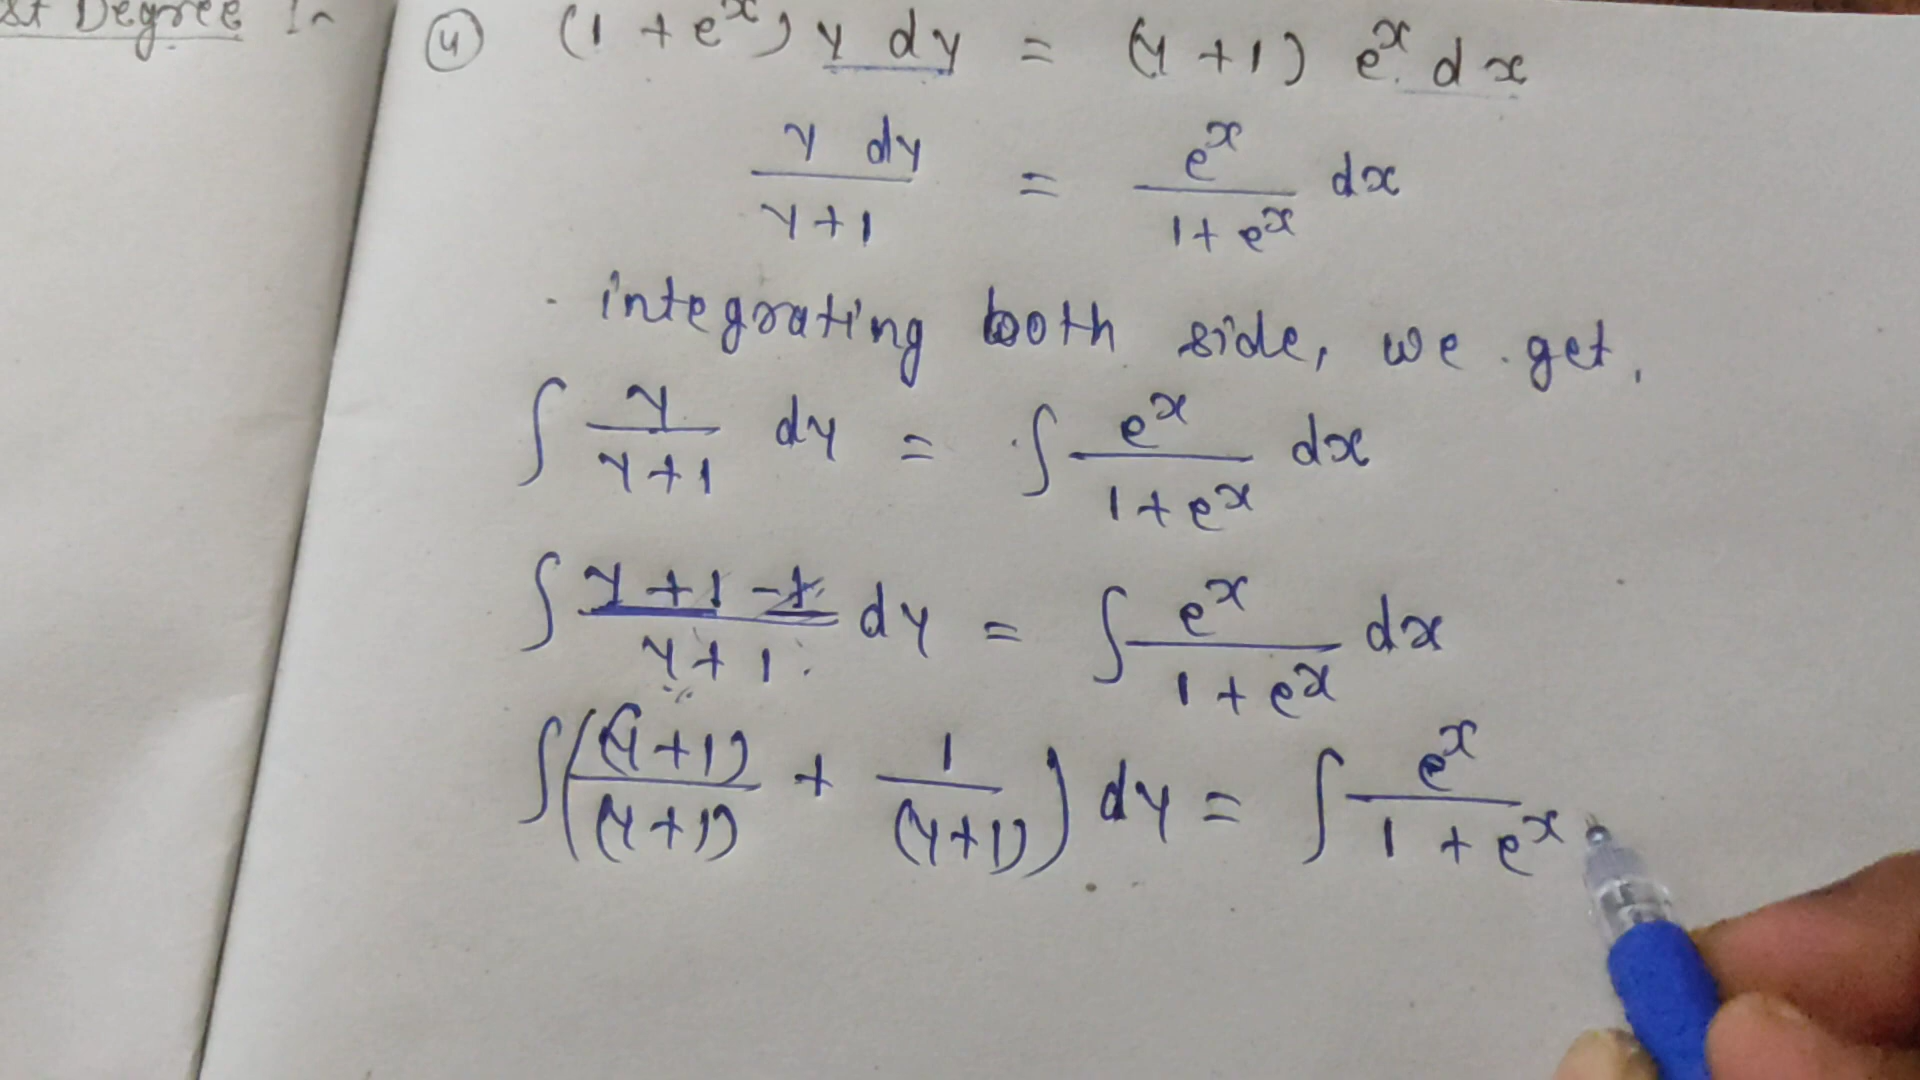 st Degree In
④ (1 + e^x) y dy = (y + 1) e^x dx
y dy / y + 1 = e^x / 1 + e^x dx
integrating both side, we get,
∫ y / y + 1 dy = ∫ e^x / 1 + e^x dx
∫ y + 1 - 1 / y + 1 dy = ∫ e^x / 1 + e^x dx
∫ ( (y + 1) / (y + 1) + 1 / (y + 1) ) dy = ∫ e^x / 1 + e^x